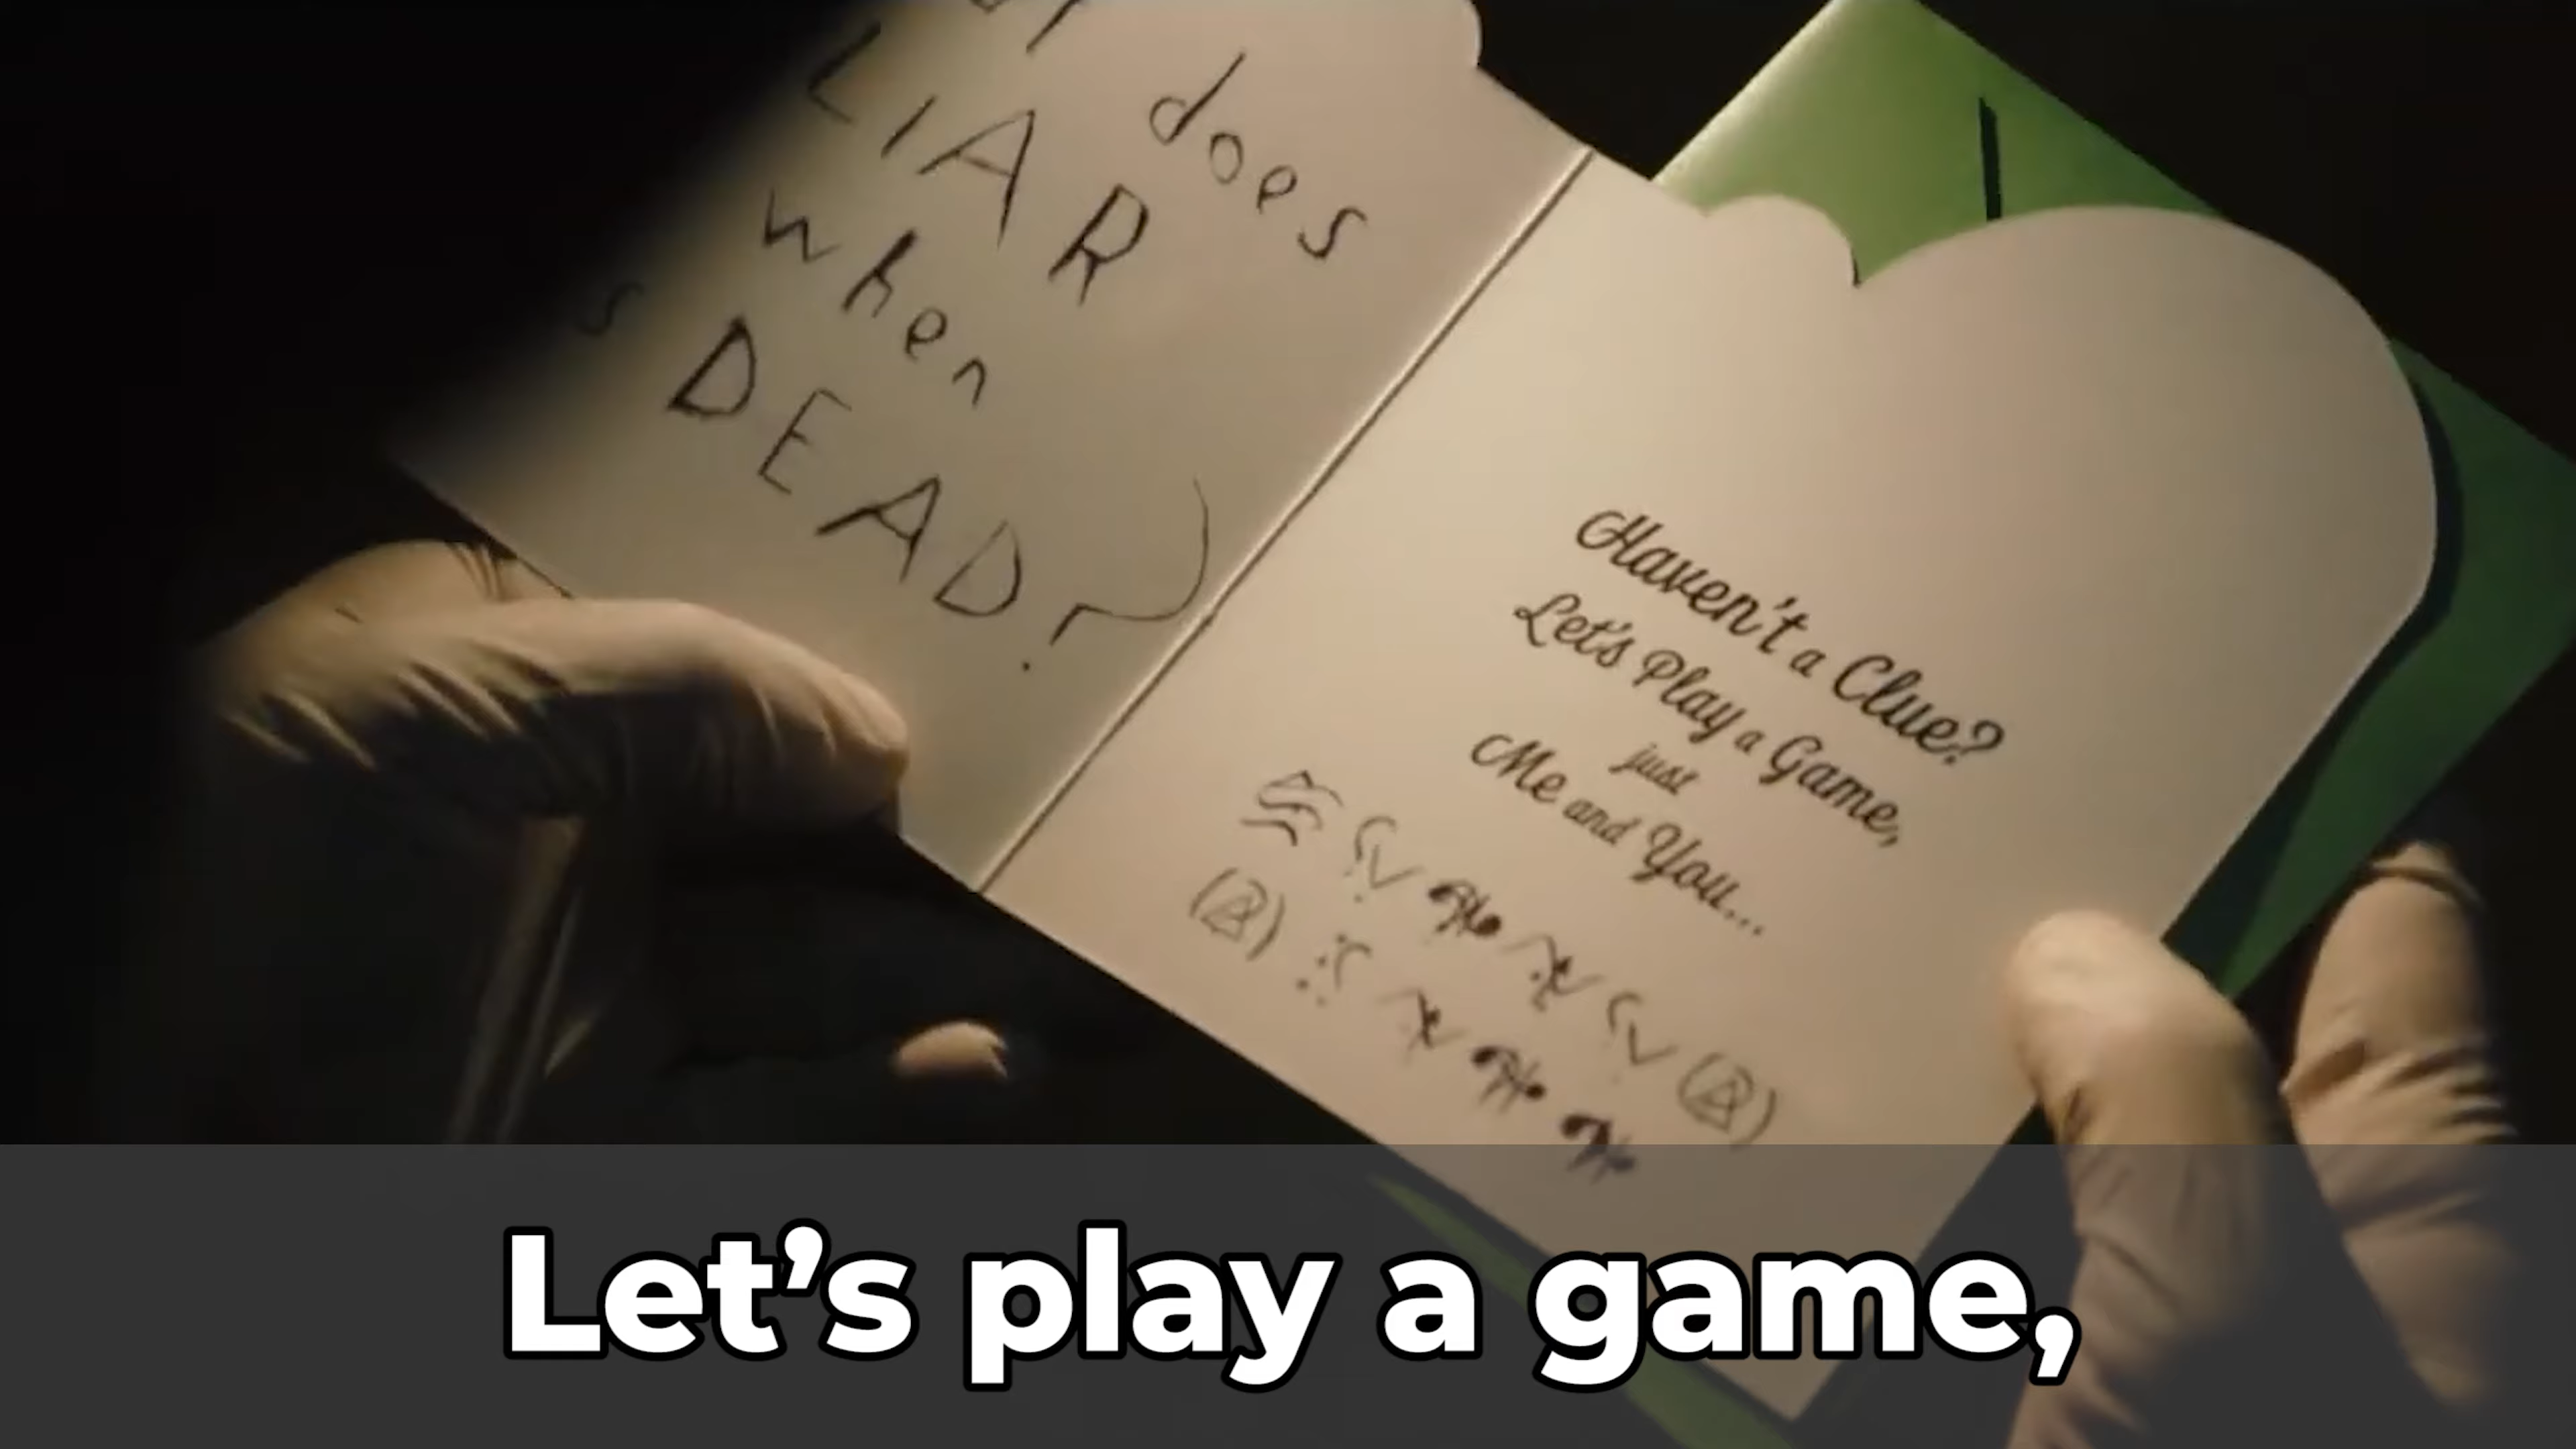 does
LIAR
when
s DEAD?
Haven't a Clue?
Let's Play a Game,
just
Me and You...
Let's play a game,